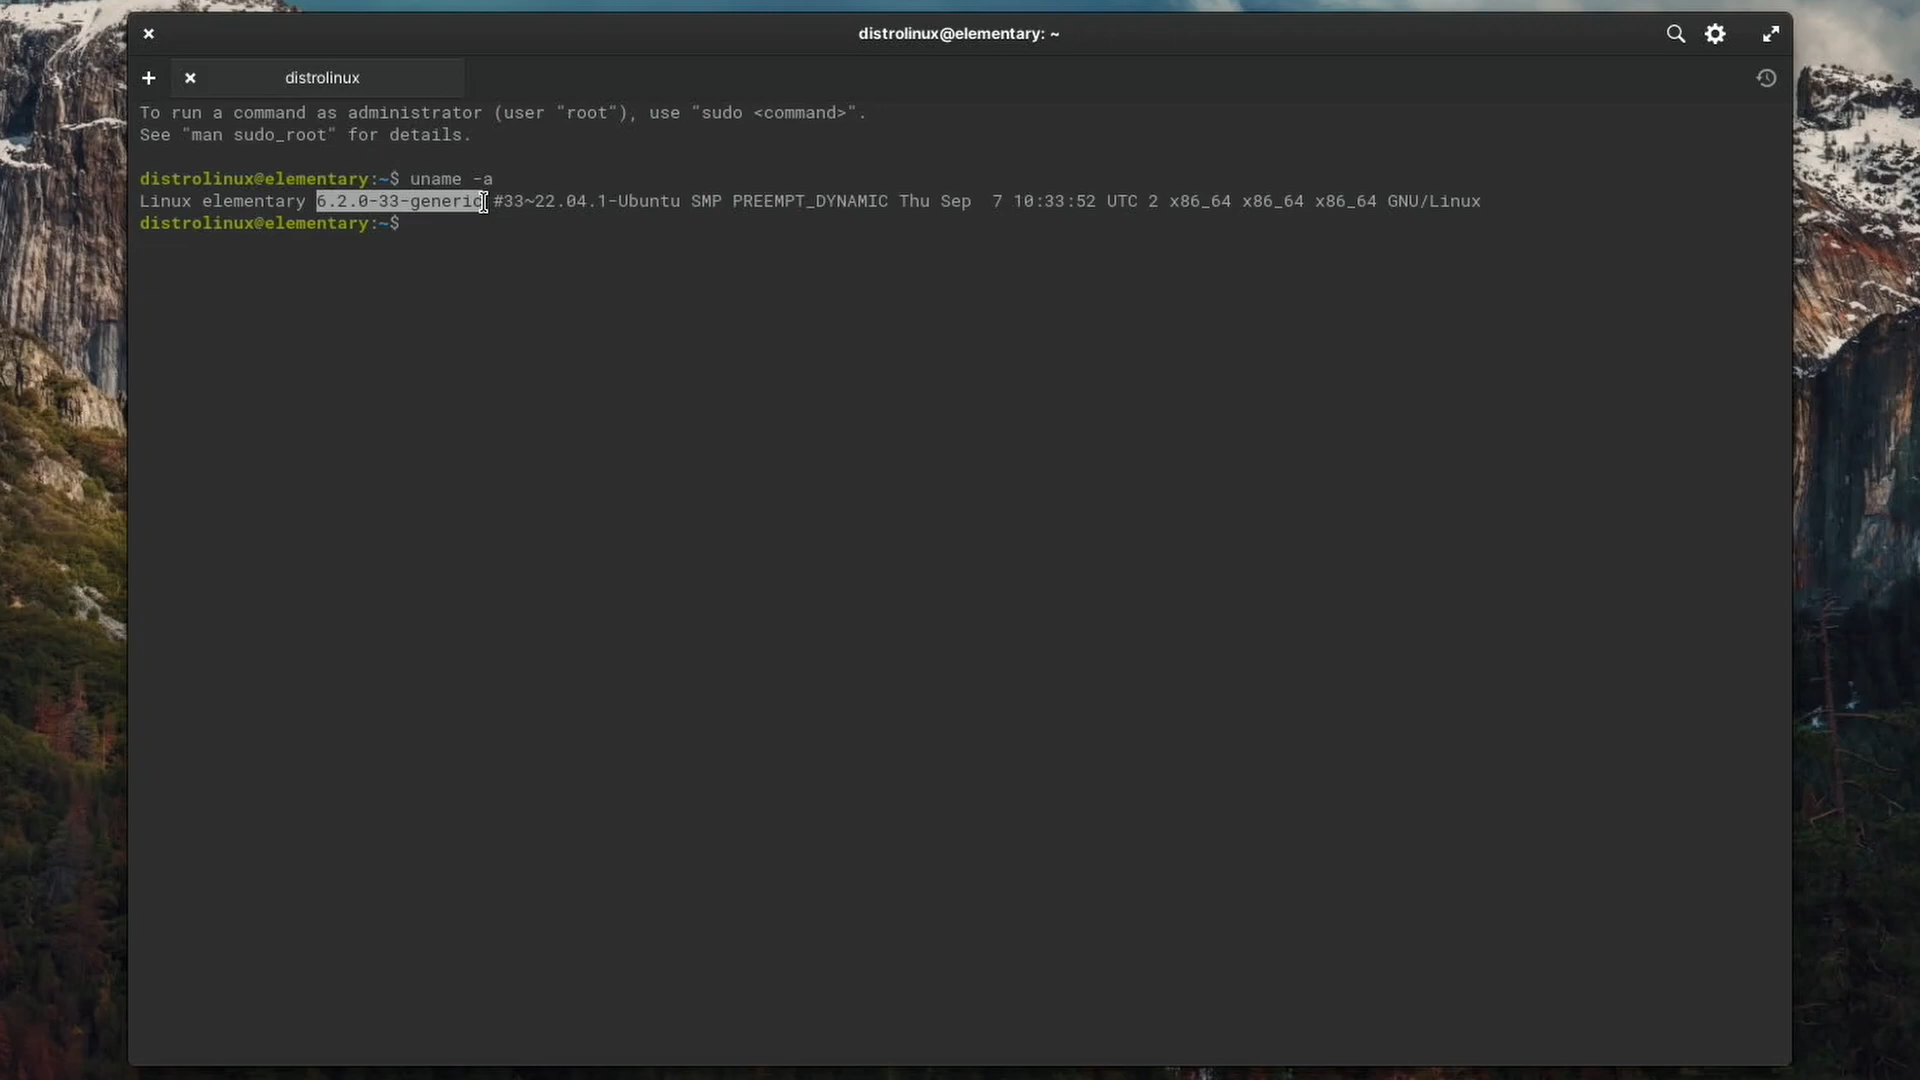 distrolinux@elementary: ~
distrolinux
To run a command as administrator (user "root"), use "sudo <command>".
See "man sudo_root" for details.
distrolinux@elementary:~$ uname -a
Linux elementary 6.2.0-33-generic #33~22.04.1-Ubuntu SMP PREEMPT_DYNAMIC Thu Sep  7 10:33:52 UTC 2 x86_64 x86_64 x86_64 GNU/Linux
distrolinux@elementary:~$